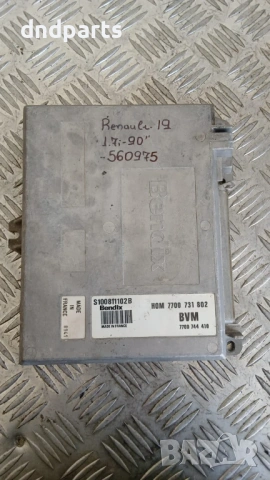 dndparts
Renault 19
1.7i-90"
-560975
Bendix
S100811102B
Bendix
MADE IN FRANCE
HOM 7700 731 802
BVM
7700 744 418
MADE
IN
FRANCE
BAZAR